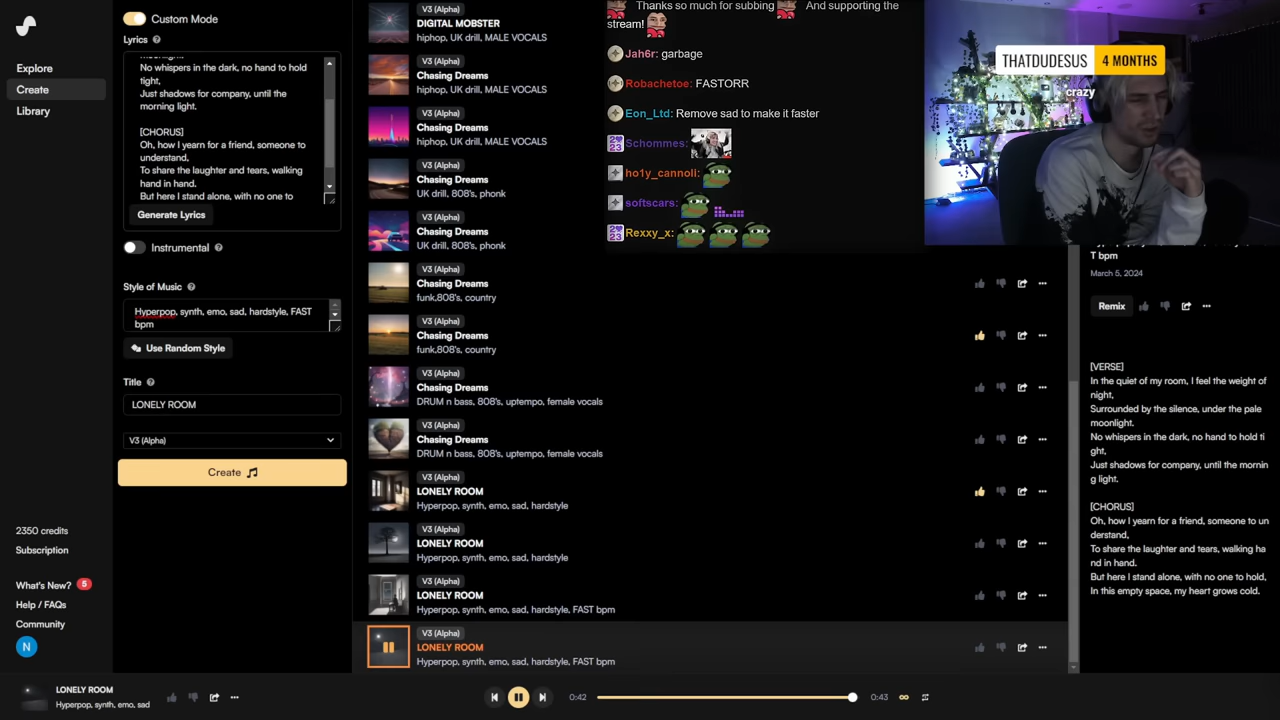 Explore
Create
Library
2350 credits
Subscription
What's New? 5
Help / FAQs
Community
N
Custom Mode
Lyrics
moonlight.
No whispers in the dark, no hand to hold
tight,
Just shadows for company, until the
morning light.
[CHORUS]
Oh, how I yearn for a friend, someone to
understand,
To share the laughter and tears, walking
hand in hand.
But here I stand alone, with no one to
Generate Lyrics
Instrumental
Style of Music
Hyperpop, synth, emo, sad, hardstyle, FAST
bpm
Use Random Style
Title
LONELY ROOM
V3 (Alpha)
Create
V3 (Alpha)
DIGITAL MOBSTER
hiphop, UK drill, MALE VOCALS
V3 (Alpha)
Chasing Dreams
hiphop, UK drill, MALE VOCALS
V3 (Alpha)
Chasing Dreams
hiphop, UK drill, MALE VOCALS
V3 (Alpha)
Chasing Dreams
UK drill, 808's, phonk
V3 (Alpha)
Chasing Dreams
UK drill, 808's, phonk
V3 (Alpha)
Chasing Dreams
funk,808's, country
V3 (Alpha)
Chasing Dreams
funk,808's, country
V3 (Alpha)
Chasing Dreams
DRUM n bass, 808's, uptempo, female vocals
V3 (Alpha)
Chasing Dreams
DRUM n bass, 808's, uptempo, female vocals
V3 (Alpha)
LONELY ROOM
Hyperpop, synth, emo, sad, hardstyle
V3 (Alpha)
LONELY ROOM
Hyperpop, synth, emo, sad, hardstyle
V3 (Alpha)
LONELY ROOM
Hyperpop, synth, emo, sad, hardstyle, FAST bpm
V3 (Alpha)
LONELY ROOM
Hyperpop, synth, emo, sad, hardstyle, FAST bpm
Thanks so much for subbing And supporting the
stream!
Jah6r: garbage
Robachetoe: FASTORR
Eon_Ltd: Remove sad to make it faster
Schommes:
ho1y_cannoli:
softscars:
Rexxy_x:
THATDUDESUS 4 MONTHS
crazy
T bpm
March 5, 2024
Remix
[VERSE]
In the quiet of my room, I feel the weight of
night,
Surrounded by the silence, under the pale
moonlight.
No whispers in the dark, no hand to hold ti
ght,
Just shadows for company, until the mornin
g light.
[CHORUS]
Oh, how I yearn for a friend, someone to un
derstand,
To share the laughter and tears, walking ha
nd in hand.
But here I stand alone, with no one to hold,
In this empty space, my heart grows cold.
LONELY ROOM
Hyperpop, synth, emo, sad
0:42
0:43